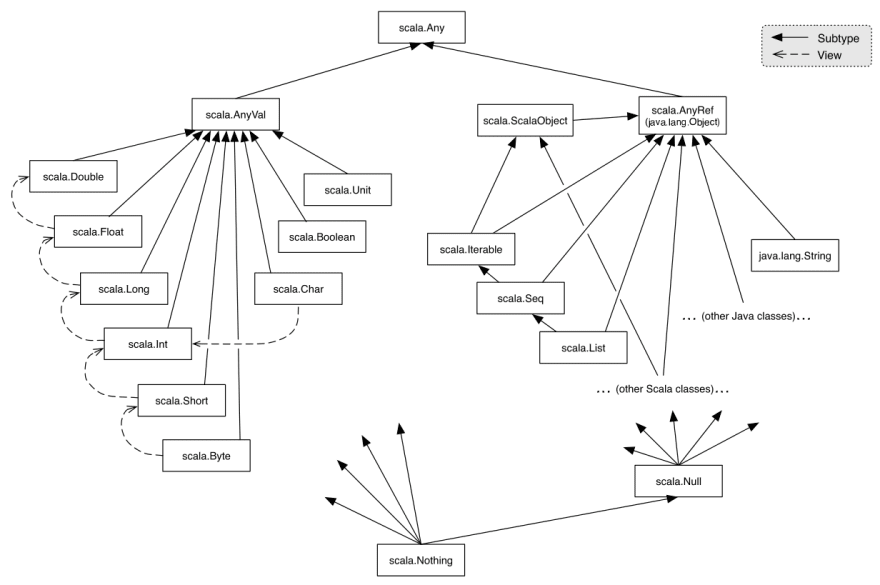 scala.Any
Subtype
View
scala.AnyVal
scala.ScalaObject
scala.AnyRef
(java.lang.Object)
scala.Double
scala.Unit
scala.Float
scala.Boolean
scala.Iterable
java.lang.String
scala.Long
scala.Char
scala.Seq
... (other Java classes)...
scala.Int
scala.List
scala.Short
... (other Scala classes)...
scala.Byte
scala.Null
scala.Nothing